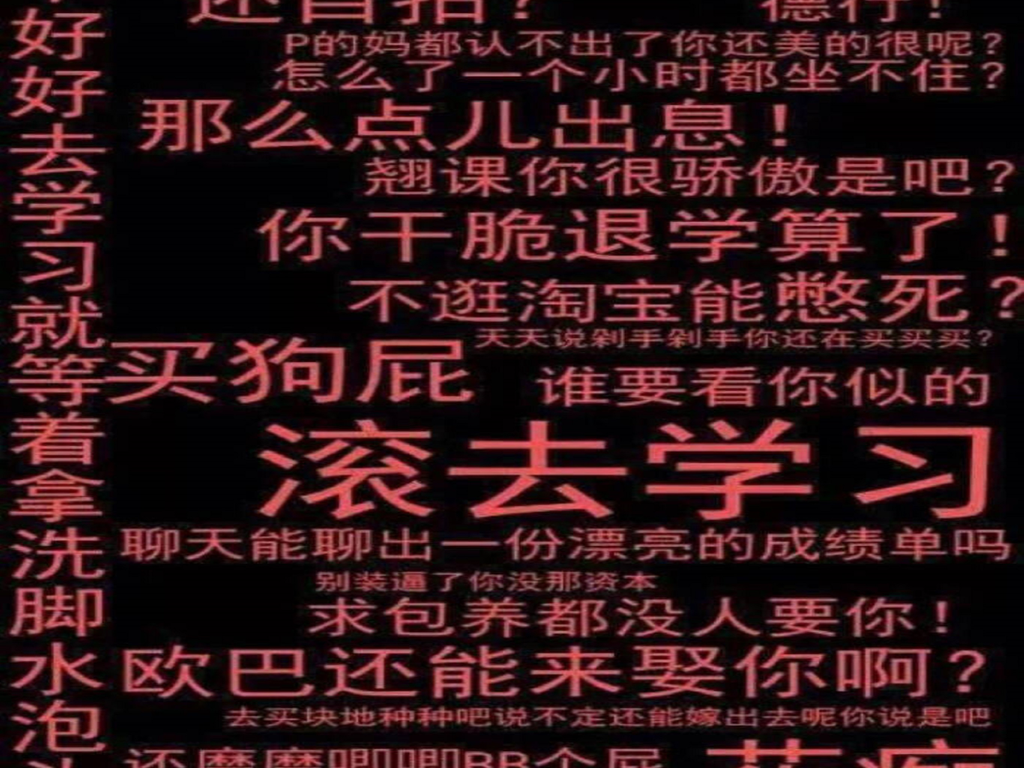 还自拍？
德行！
P的妈都认不出了你还美的很呢？
怎么了一个小时都坐不住？
那么点儿出息！
翘课你很骄傲是吧？
你干脆退学算了！
不逛淘宝能憋死？
天天说剁手剁手你还在买买买？
买狗屁
谁要看你似的
滚去学习
聊天能聊出一份漂亮的成绩单吗
别装逼了你没那资本
求包养都没人要你！
欧巴还能来娶你啊？
去买块地种种吧说不定还能嫁出去呢你说是吧
还磨磨唧唧BB个屁
好好去学习就等着拿洗脚水泡